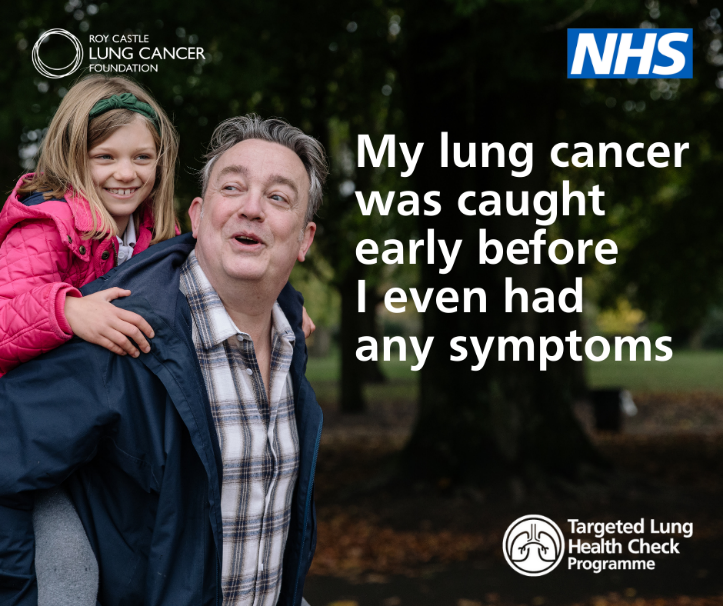 ROY CASTLE
LUNG CANCER
FOUNDATION
NHS
My lung cancer
was caught
early before
I even had
any symptoms
Targeted Lung
Health Check
Programme